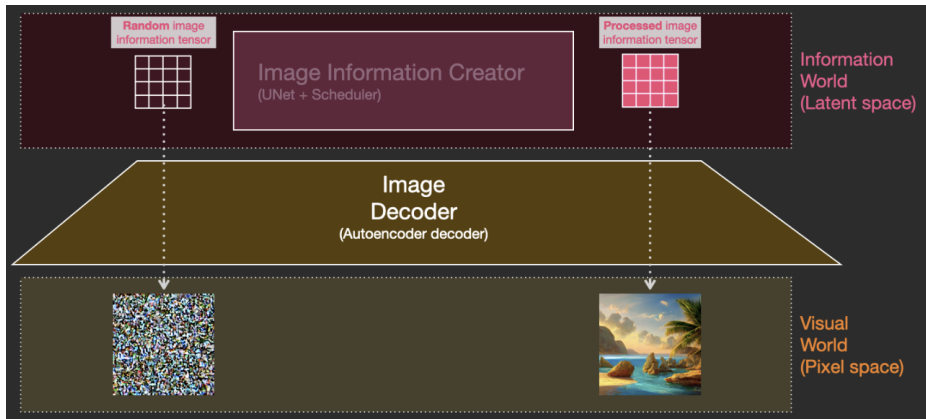 Random image
information tensor
Processed image
information tensor
Image Information Creator
(UNet + Scheduler)
Information
World
(Latent space)
Image
Decoder
(Autoencoder decoder)
Visual
World
(Pixel space)